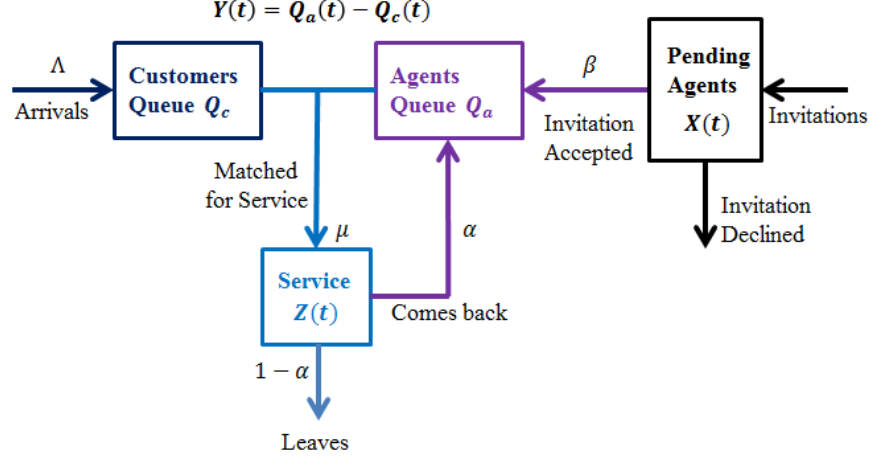 Y(t) = Q_a(t) − Q_c(t)
Λ
Arrivals
Customers
Queue Q_c
Agents
Queue Q_a
β
Invitation
Accepted
Pending
Agents
X(t)
Invitations
Invitation
Declined
Matched
for Service
μ
α
Service
Z(t)
Comes back
1 − α
Leaves